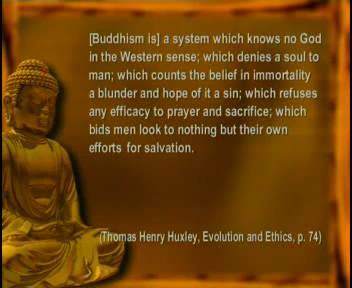 [Buddhism is] a system which knows no God
in the Western sense; which denies a soul to
man; which counts the belief in immortality
a blunder and hope of it a sin; which refuses
any efficacy to prayer and sacrifice; which
bids men look to nothing but their own
efforts for salvation.
(Thomas Henry Huxley, Evolution and Ethics, p. 74)